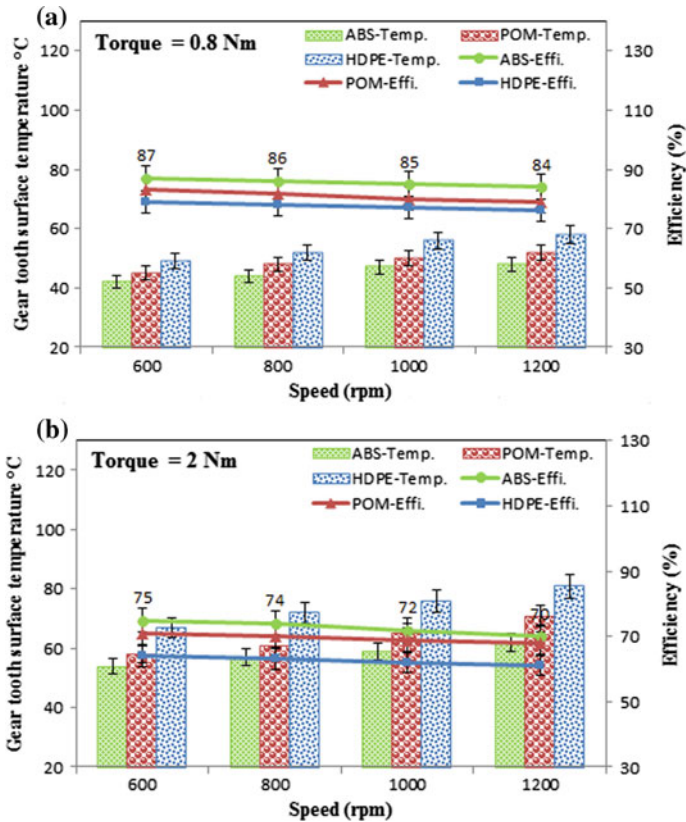 (a)
Torque = 0.8 Nm
ABS-Temp. POM-Temp.
HDPE-Temp. ABS-Effi.
POM-Effi. HDPE-Effi.
Gear tooth surface temperature °C
120
100
80
60
40
20
87 86 85 84
130
110
90
70
50
30
Efficiency (%)
600 800 1000 1200
Speed (rpm)
(b)
Torque = 2 Nm
ABS-Temp. POM-Temp.
HDPE-Temp. ABS-Effi.
POM-Effi. HDPE-Effi.
Gear tooth surface temperature °C
120
100
80
60
40
20
75 74 72 70
130
110
90
70
50
30
Efficiency (%)
600 800 1000 1200
Speed (rpm)